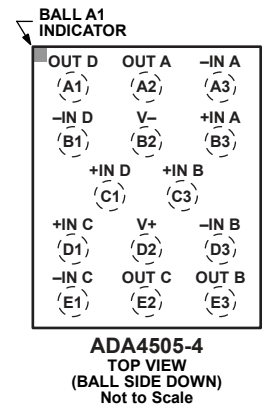 BALL A1
INDICATOR
OUT D OUT A –IN A
A1 A2 A3
–IN D V– +IN A
B1 B2 B3
+IN D +IN B
C1 C3
+IN C V+ –IN B
D1 D2 D3
–IN C OUT C OUT B
E1 E2 E3
ADA4505-4
TOP VIEW
(BALL SIDE DOWN)
Not to Scale